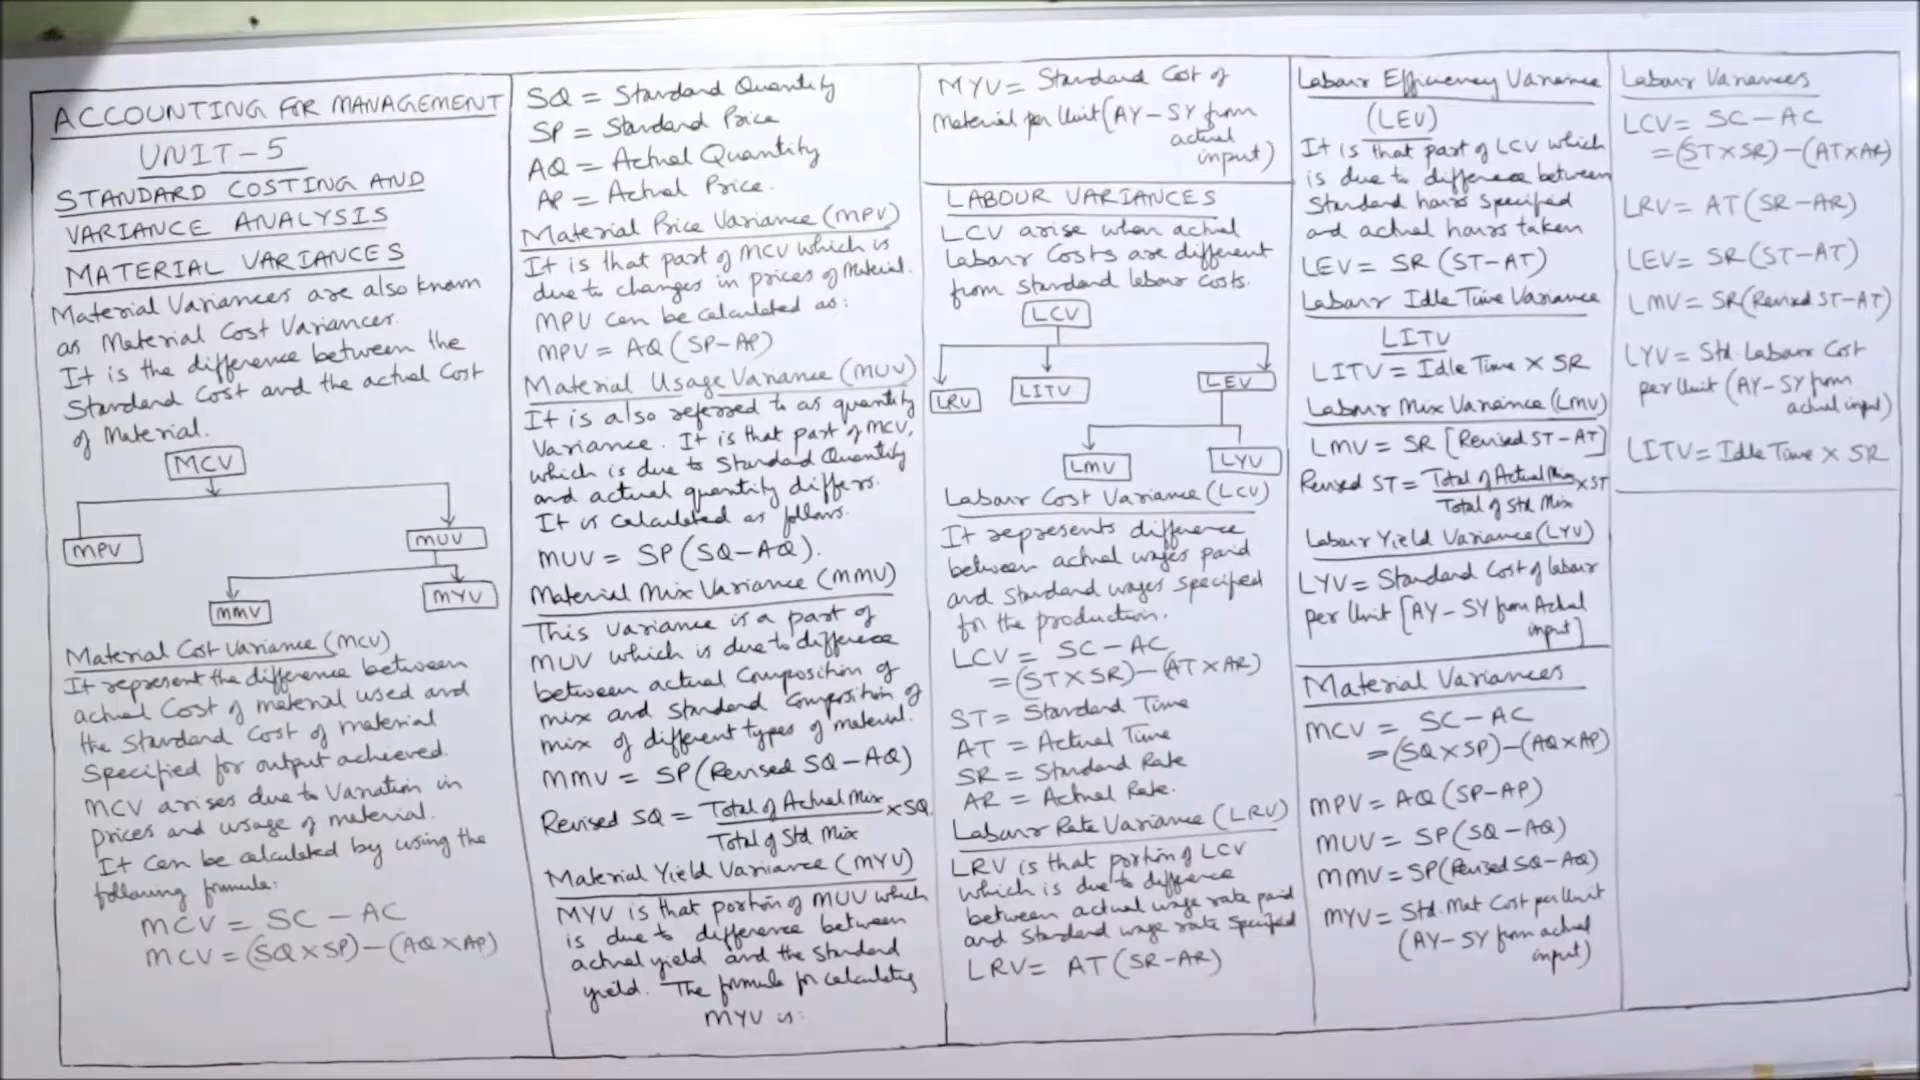 ACCOUNTING FOR MANAGEMENT
UNIT-5
STANDARD COSTING AND
VARIANCE ANALYSIS
MATERIAL VARIANCES
Material Variances are also known
as Material Cost Variances.
It is the difference between the
Standard Cost and the actual Cost
of Material.
MCV
MPV
MUV
MMV
MYV
Material Cost Variance (MCV)
It represent the difference between
actual Cost of material used and
the Standard Cost of material
Specified for output achieved.
MCV arises due to Variation in
prices and usage of material.
It can be calculated by using the
following formula:
MCV = SC - AC
MCV = (SQ×SP)-(AQ×AP)
SQ = Standard Quantity
SP = Standard Price
AQ = Actual Quantity
AP = Actual Price.
Material Price Variance (MPV)
It is that part of MCV which is
due to changes in prices of Material.
MPV can be calculated as:
MPV = AQ (SP-AP)
Material Usage Variance (MUV)
It is also referred to as quantity
Variance. It is that part of MCV,
which is due to Standard Quantity
and actual quantity differs.
It is calculated as follows.
MUV = SP(SQ-AQ).
Material Mix Variance (MMV)
This variance is a part of
MUV which is due to difference
between actual Composition of
mix and Standard Composition of
mix of different types of material.
MMV = SP(Revised SQ-AQ)
Revised SQ = Total of Actual Mix / Total of Std Mix × SQ
Material Yield Variance (MYV)
MYV is that portion of MUV which
is due to difference between
actual yield and the Standard
yield. The formula for calculating
MYV is:
MYV = Standard Cost of
Material per Unit (AY-SY from
actual
input)
LABOUR VARIANCES
LCV arise when actual
Labour Costs are different
from standard labour costs.
LCV
LRV
LITV
LEV
LMV
LYV
Labour Cost Variance (LCV)
It represents difference
between actual wages paid
and Standard wages specified
for the production.
LCV = SC-AC
=(ST×SR)-(AT×AR)
ST = Standard Time
AT = Actual Time
SR = Standard Rate
AR = Actual Rate.
Labour Rate Variance (LRV)
LRV is that portion of LCV
which is due to difference
between actual wage rate paid
and Standard wage rate Specified
LRV= AT (SR-AR)
Labour Efficiency Variance
(LEV)
It is that part of LCV which
is due to difference between
Standard hours Specified
and actual hours taken
LEV= SR (ST-AT)
Labour Idle Time Variance
LITV
LITV = Idle Time × SR
Labour Mix Variance (LMV)
LMV = SR [Revised ST-AT]
Revised ST = Total of Actual Mix / Total of Std Mix × ST
Labour Yield Variance (LYV)
LYV= Standard Cost of labour
per Unit [AY-SY from Actual
input]
Material Variances
MCV = SC-AC
=(SQ×SP)-(AQ×AP)
MPV= AQ (SP-AP)
MUV = SP(SQ-AQ)
MMV=SP(Revised SQ-AQ)
MYV= Std.Mat Cost per Unit
(AY-SY from actual
input)
Labour Variances
LCV= SC-AC
=(ST×SR)-(AT×AR)
LRV= AT(SR-AR)
LEV= SR(ST-AT)
LMV= SR(Revised ST-AT)
LYV= Std. Labour Cost
per Unit (AY-SY from
actual input)
LITV=Idle Time × SR